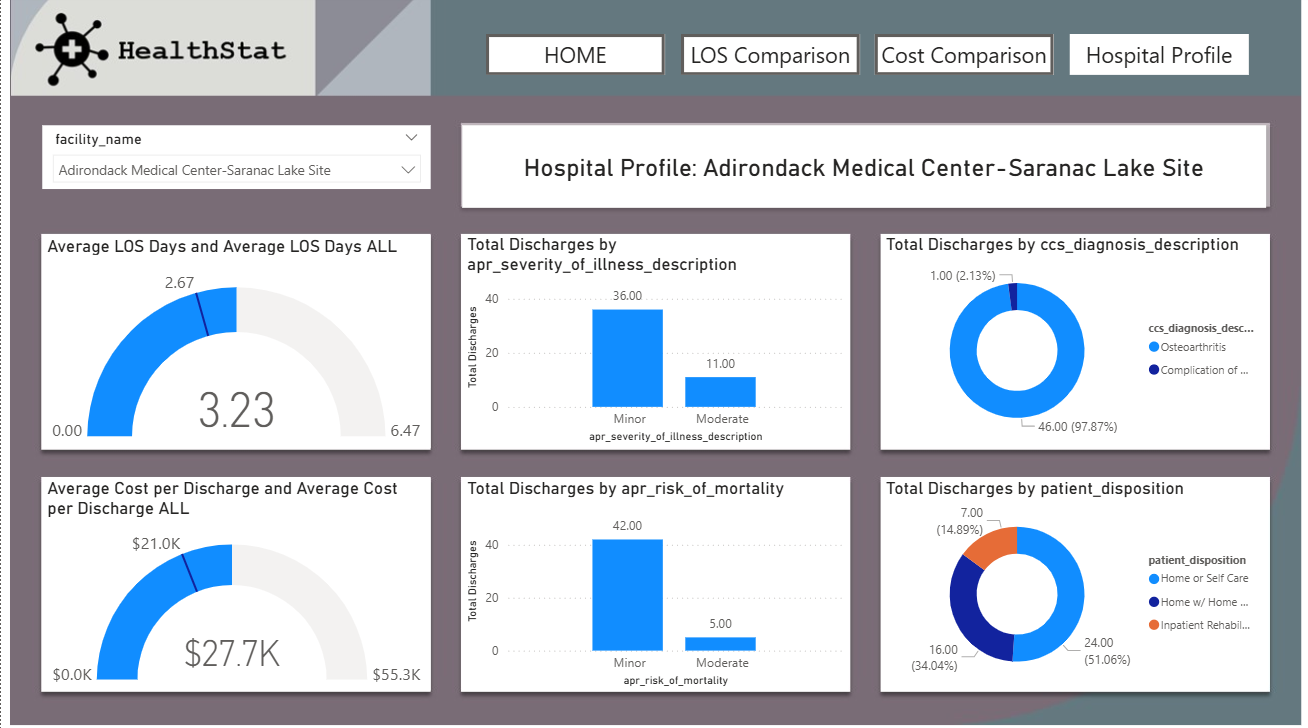 HealthStat
HOME
LOS Comparison
Cost Comparison
Hospital Profile
facility_name
Adirondack Medical Center-Saranac Lake Site
Hospital Profile: Adirondack Medical Center-Saranac Lake Site
Average LOS Days and Average LOS Days ALL
2.67
3.23
0.00
6.47
Total Discharges by
apr_severity_of_illness_description
Total Discharges
40
20
0
36.00
11.00
Minor
Moderate
apr_severity_of_illness_description
Total Discharges by ccs_diagnosis_description
1.00 (2.13%)
46.00 (97.87%)
ccs_diagnosis_desc...
Osteoarthritis
Complication of ...
Average Cost per Discharge and Average Cost
per Discharge ALL
$21.0K
$27.7K
$0.0K
$55.3K
Total Discharges by apr_risk_of_mortality
Total Discharges
40
20
0
42.00
5.00
Minor
Moderate
apr_risk_of_mortality
Total Discharges by patient_disposition
7.00
(14.89%)
16.00
(34.04%)
24.00
(51.06%)
patient_disposition
Home or Self Care
Home w/ Home ...
Inpatient Rehabil...